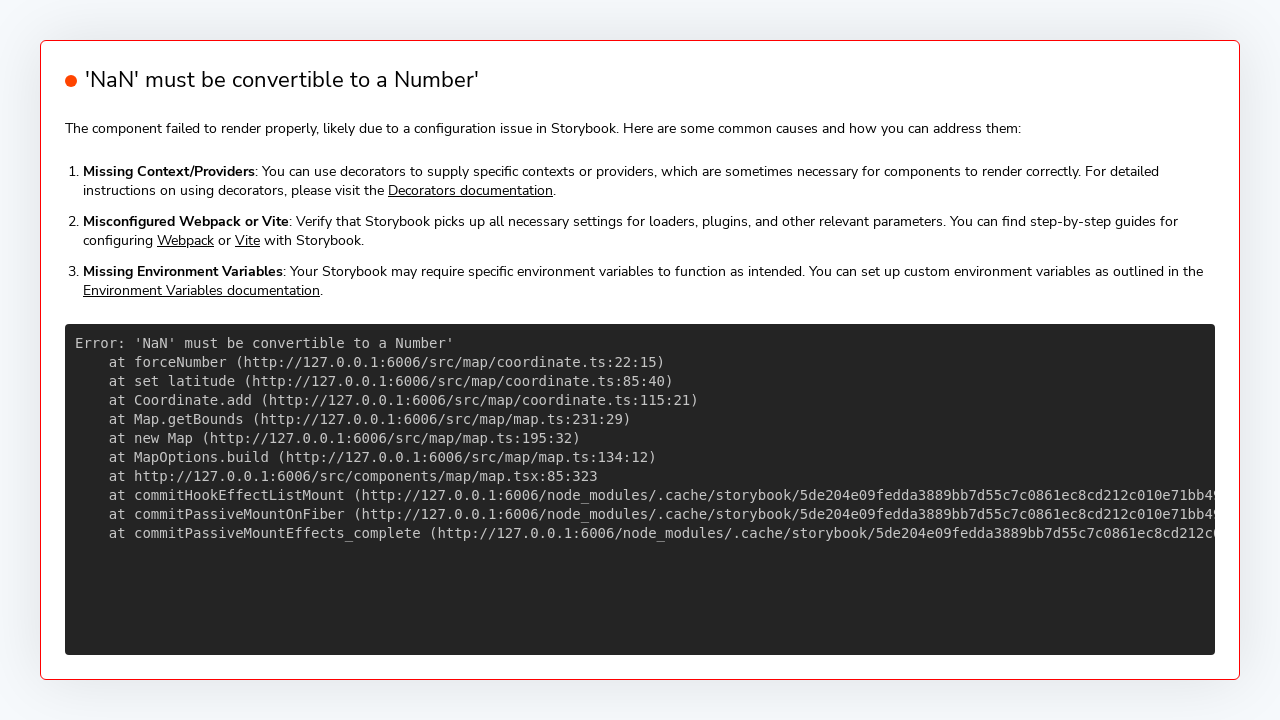 'NaN' must be convertible to a Number'
The component failed to render properly, likely due to a configuration issue in Storybook. Here are some common causes and how you can address them:
1. Missing Context/Providers: You can use decorators to supply specific contexts or providers, which are sometimes necessary for components to render correctly. For detailed
instructions on using decorators, please visit the Decorators documentation.
2. Misconfigured Webpack or Vite: Verify that Storybook picks up all necessary settings for loaders, plugins, and other relevant parameters. You can find step-by-step guides for
configuring Webpack or Vite with Storybook.
3. Missing Environment Variables: Your Storybook may require specific environment variables to function as intended. You can set up custom environment variables as outlined in the
Environment Variables documentation.
Error: 'NaN' must be convertible to a Number'
at forceNumber (http://127.0.0.1:6006/src/map/coordinate.ts:22:15)
at set latitude (http://127.0.0.1:6006/src/map/coordinate.ts:85:40)
at Coordinate.add (http://127.0.0.1:6006/src/map/coordinate.ts:115:21)
at Map.getBounds (http://127.0.0.1:6006/src/map/map.ts:231:29)
at new Map (http://127.0.0.1:6006/src/map/map.ts:195:32)
at MapOptions.build (http://127.0.0.1:6006/src/map/map.ts:134:12)
at http://127.0.0.1:6006/src/components/map/map.tsx:85:323
at commitHookEffectListMount (http://127.0.0.1:6006/node_modules/.cache/storybook/5de204e09fedda3889bb7d55c7c0861ec8cd212c010e71bb49
at commitPassiveMountOnFiber (http://127.0.0.1:6006/node_modules/.cache/storybook/5de204e09fedda3889bb7d55c7c0861ec8cd212c010e71bb49
at commitPassiveMountEffects_complete (http://127.0.0.1:6006/node_modules/.cache/storybook/5de204e09fedda3889bb7d55c7c0861ec8cd212c0